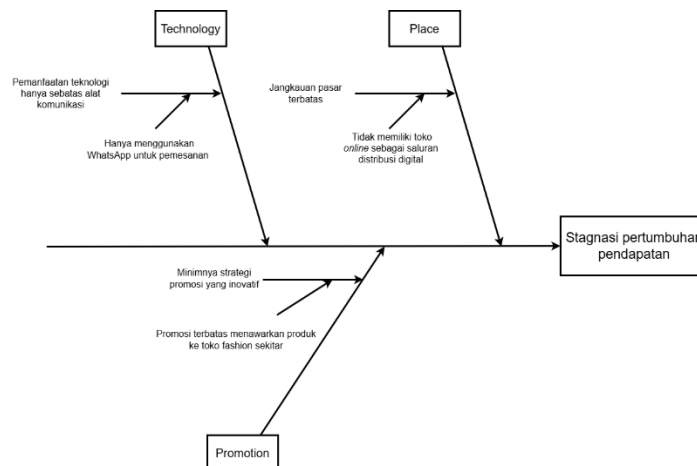 Technology
Place
Pemanfaatan teknologi
hanya sebatas alat
komunikasi
Jangkauan pasar
terbatas
Hanya menggunakan
WhatsApp untuk pemesanan
Tidak memiliki toko
online sebagai saluran
distribusi digital
Stagnasi pertumbuhan
pendapatan
Minimnya strategi
promosi yang inovatif
Promosi terbatas menawarkan produk
ke toko fashion sekitar
Promotion